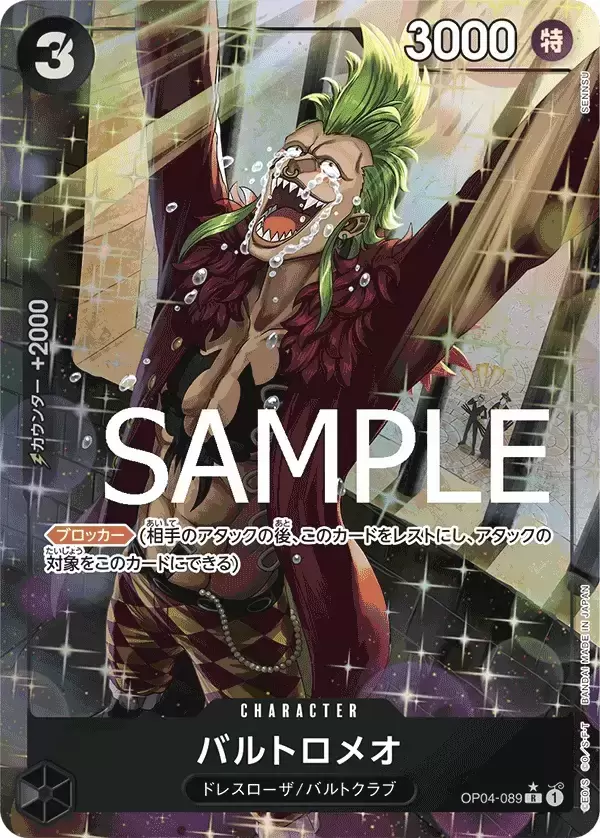 3
3000 特
SENNSU
カウンター +2000
SAMPLE
ブロッカー (相手のアタックの後、このカードをレストにし、アタックの
対象をこのカードにできる)
CHARACTER
バルトロメオ
ドレスローザ/バルトクラブ
OP04-089 R 1
©E.O/S. ©O./S・F・T BANDAI MADE IN JAPAN